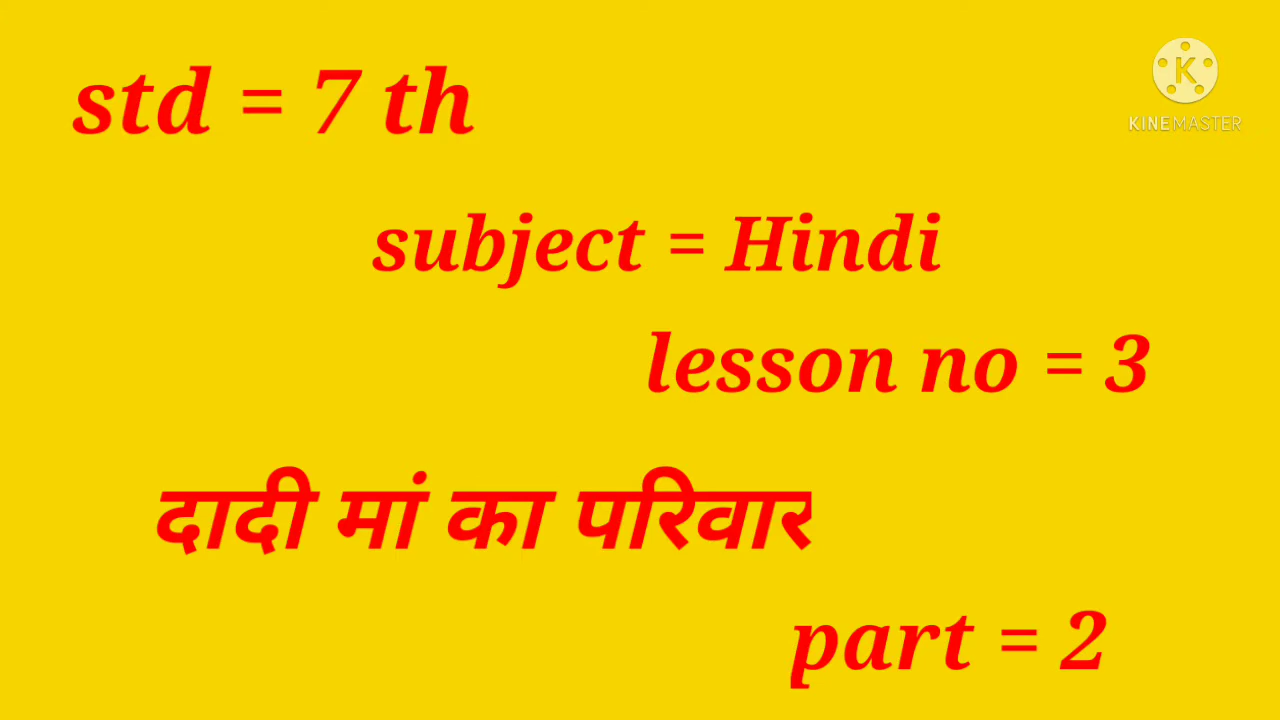 std = 7 th
KINEMASTER
subject = Hindi
lesson no = 3
दादी मां का परिवार
part = 2